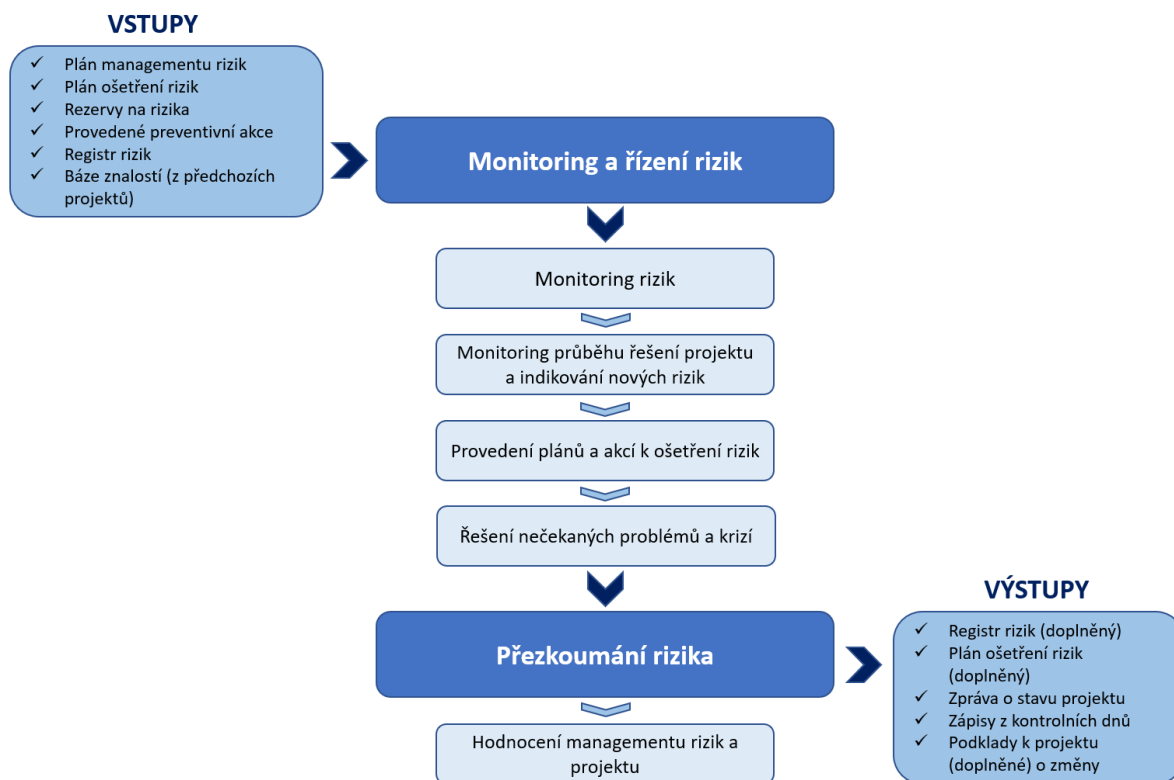 VSTUPY
✓ Plán managementu rizik
✓ Plán ošetření rizik
✓ Rezervy na rizika
✓ Provedené preventivní akce
✓ Registr rizik
✓ Báze znalostí (z předchozích
projektů)
Monitoring a řízení rizik
Monitoring rizik
Monitoring průběhu řešení projektu
a indikování nových rizik
Provedení plánů a akcí k ošetření rizik
Řešení nečekaných problémů a krizí
Přezkoumání rizika
Hodnocení managementu rizik a
projektu
VÝSTUPY
✓ Registr rizik (doplněný)
✓ Plán ošetření rizik
(doplněný)
✓ Zpráva o stavu projektu
✓ Zápisy z kontrolních dnů
✓ Podklady k projektu
(doplněné) o změny